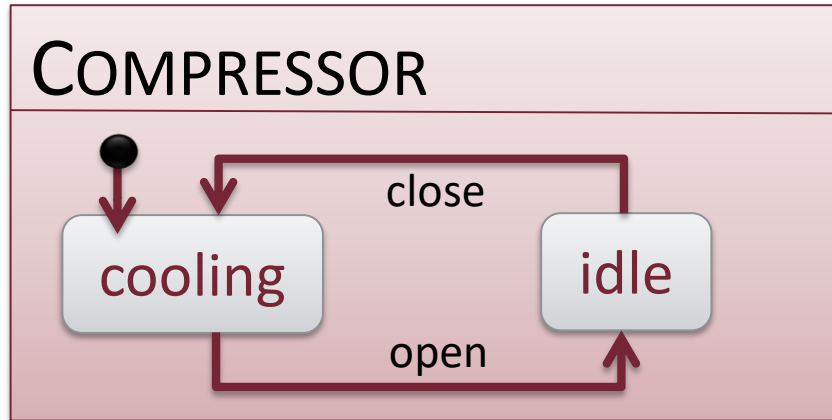 COMPRESSOR
close
cooling
idle
open